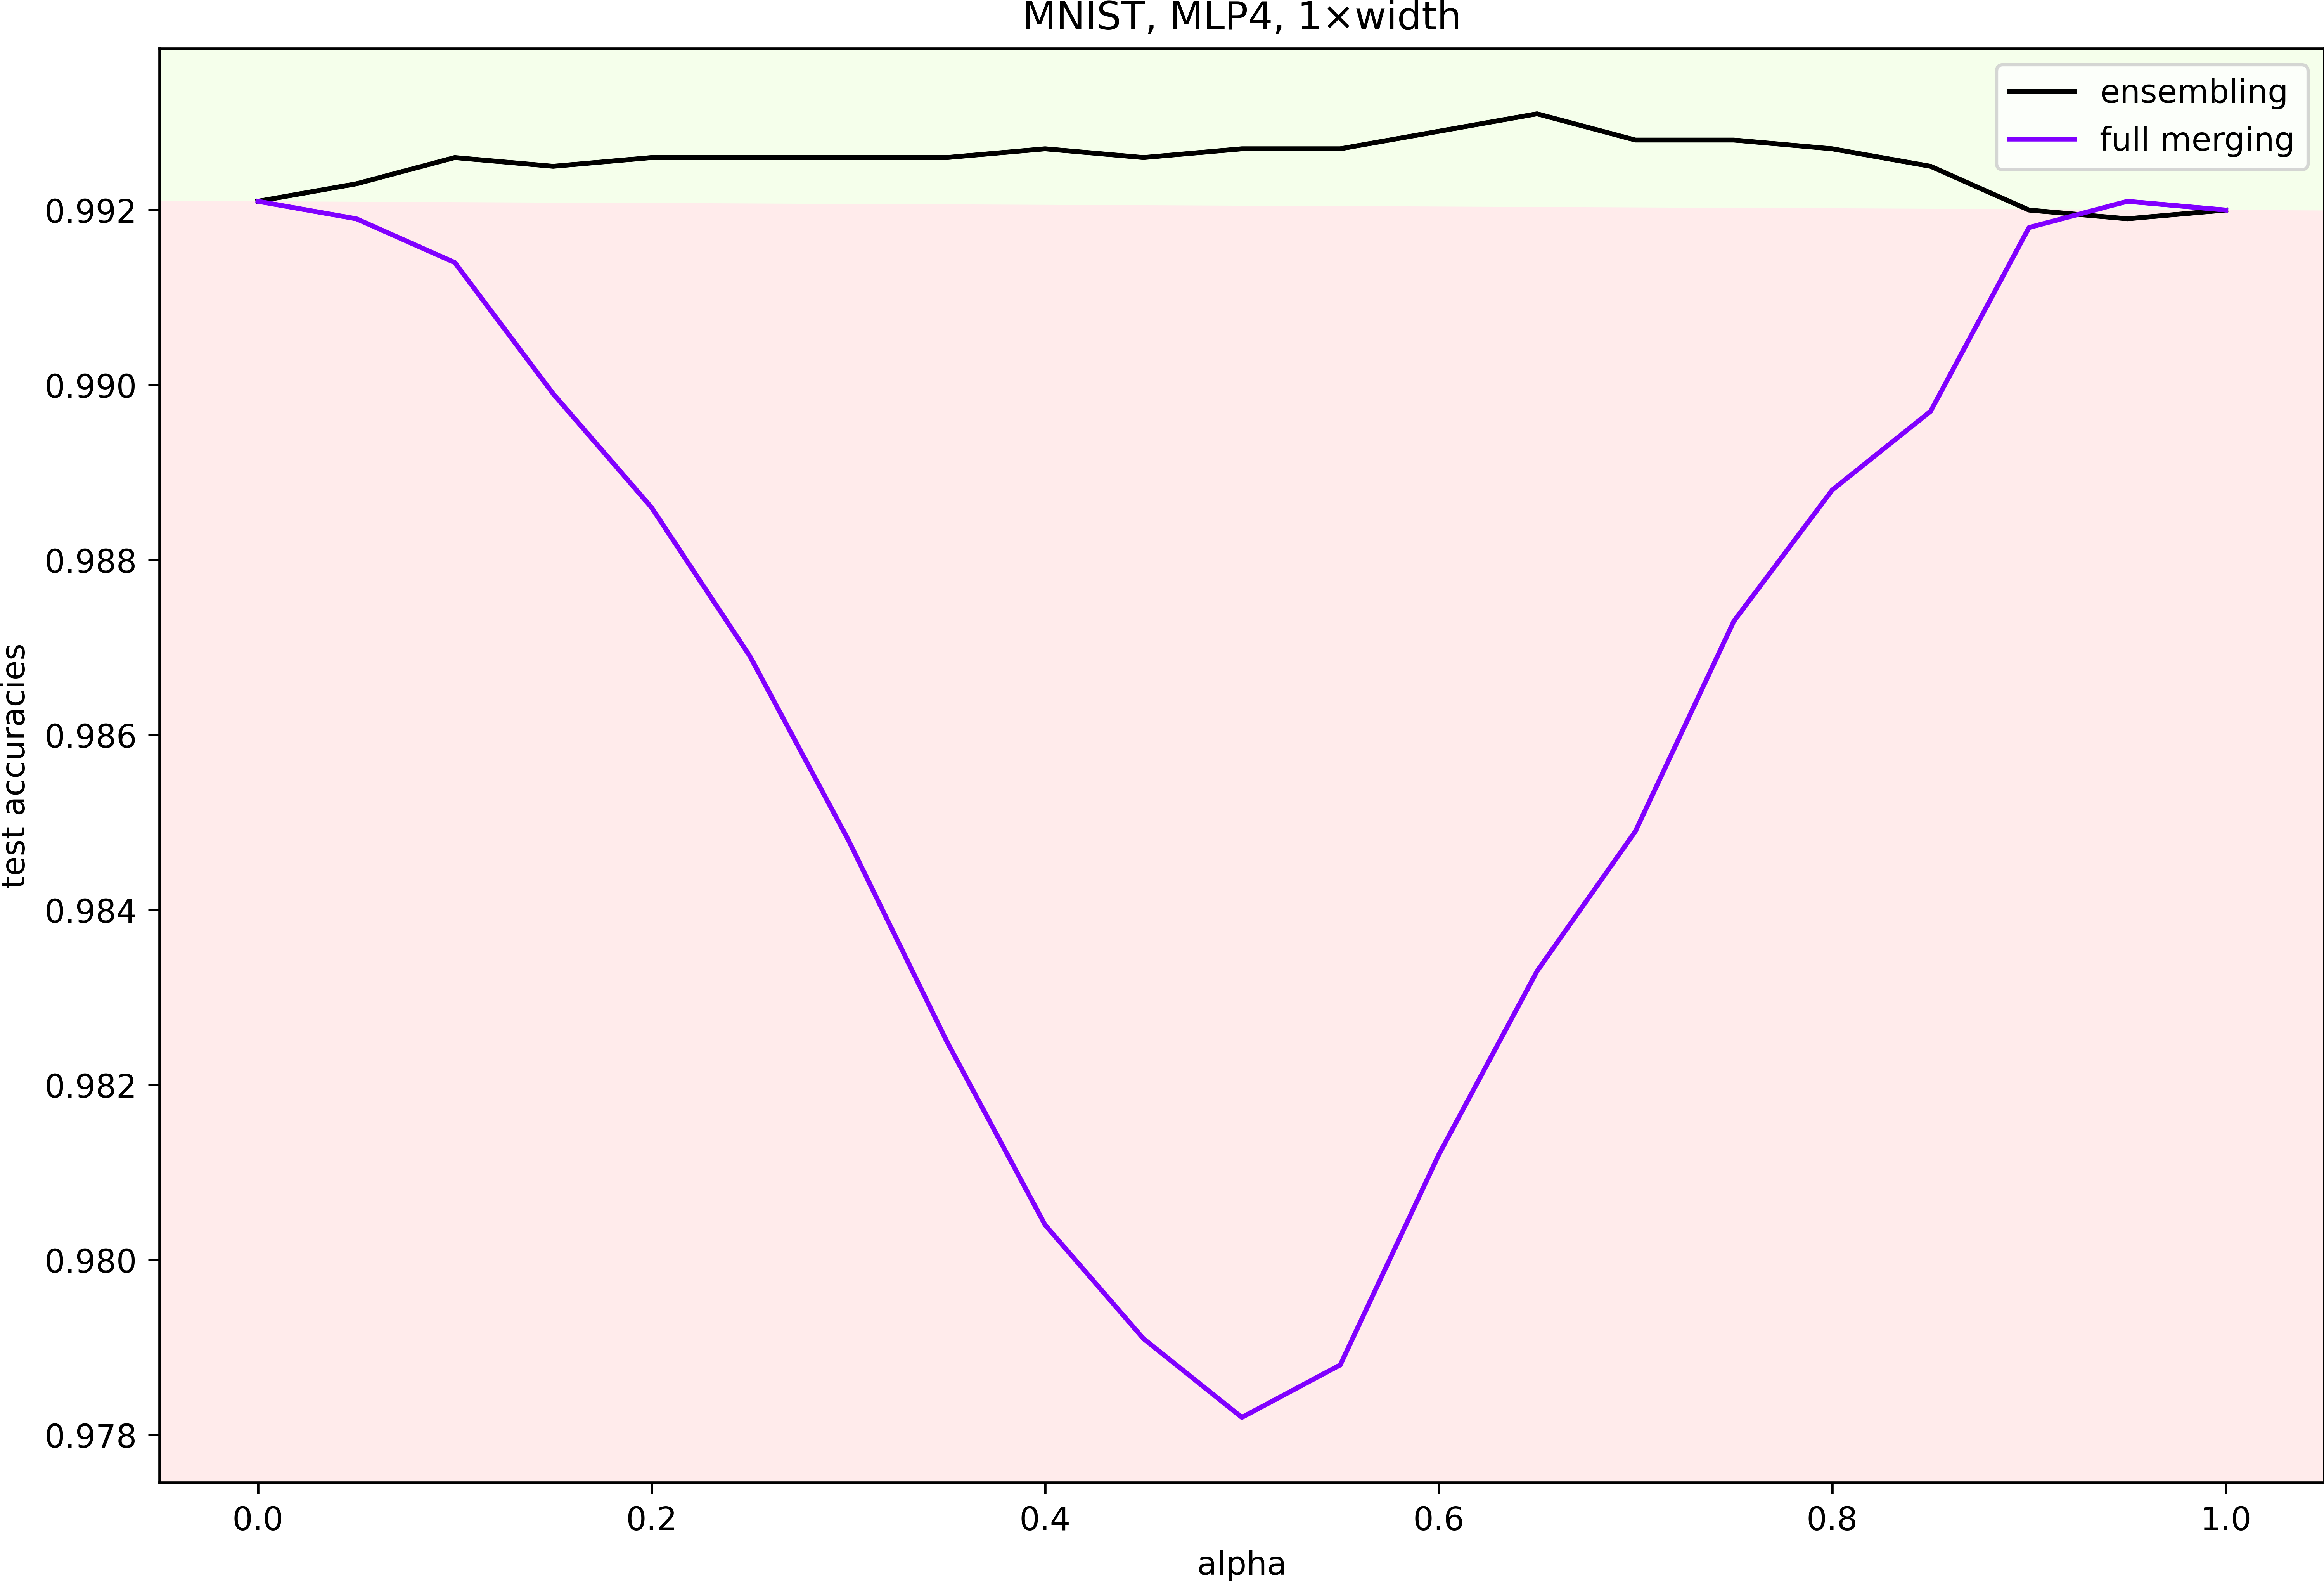 MNIST, MLP4, 1×width
ensembling
full merging
test accuracies
0.992
0.990
0.988
0.986
0.984
0.982
0.980
0.978
0.0 0.2 0.4 0.6 0.8 1.0
alpha